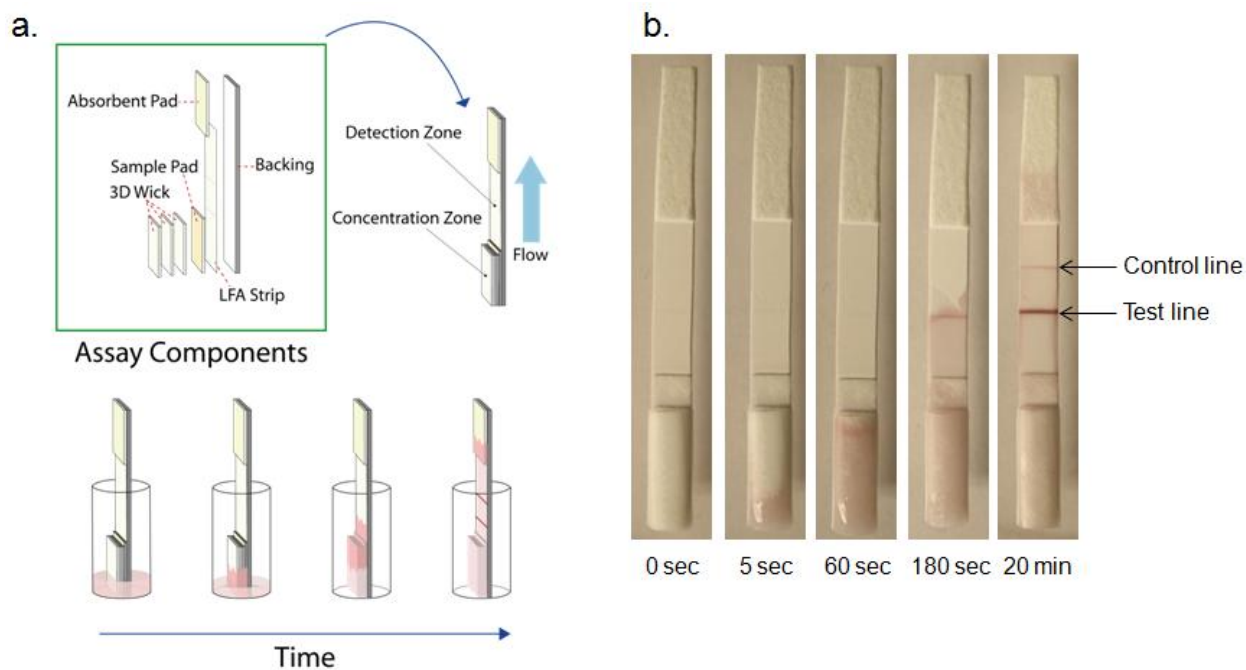 a.
Absorbent Pad
Sample Pad
3D Wick
Backing
LFA Strip
Assay Components
Detection Zone
Concentration Zone
Flow
Time
b.
Control line
Test line
0 sec
5 sec
60 sec
180 sec
20 min